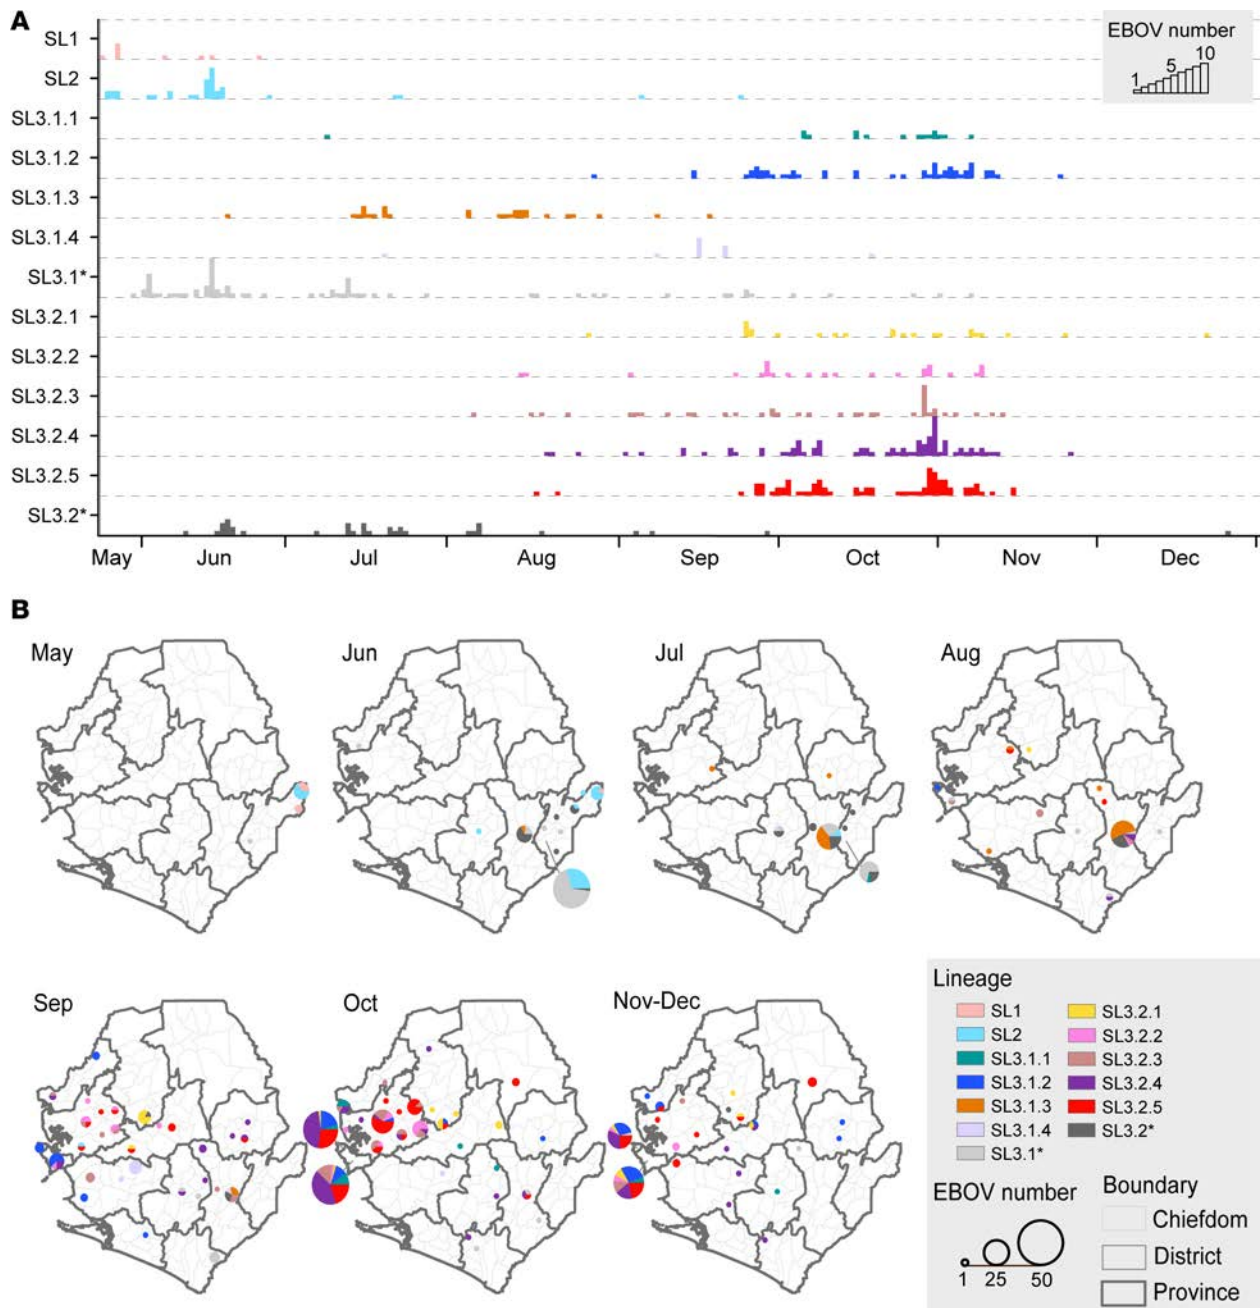 A
EBOV number
1 5 10
SL1
SL2
SL3.1.1
SL3.1.2
SL3.1.3
SL3.1.4
SL3.1*
SL3.2.1
SL3.2.2
SL3.2.3
SL3.2.4
SL3.2.5
SL3.2*
May Jun Jul Aug Sep Oct Nov Dec
B
May Jun Jul Aug
Sep Oct Nov-Dec
Lineage
SL1
SL2
SL3.1.1
SL3.1.2
SL3.1.3
SL3.1.4
SL3.1*
SL3.2.1
SL3.2.2
SL3.2.3
SL3.2.4
SL3.2.5
SL3.2*
EBOV number
1 25 50
Boundary
Chiefdom
District
Province